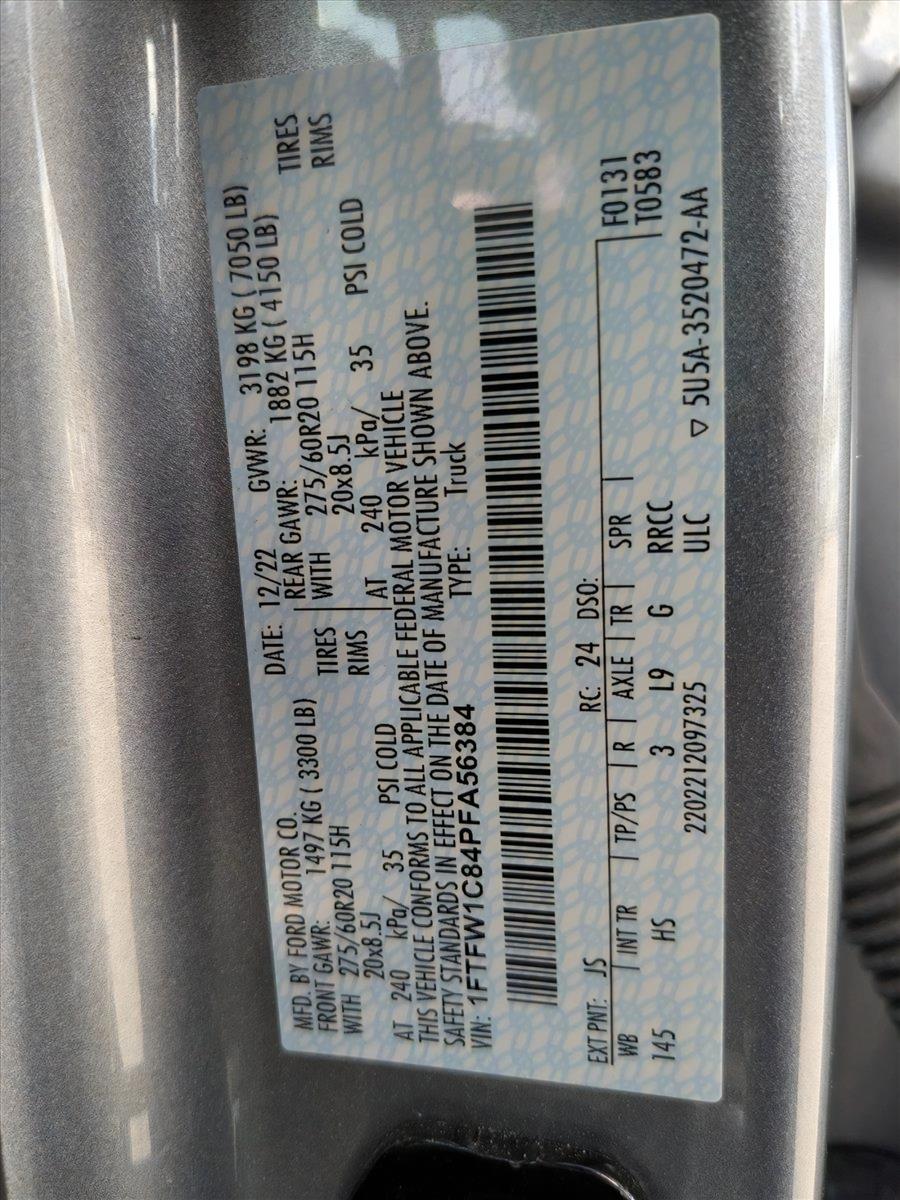 MFD. BY FORD MOTOR CO. DATE: 12/22 GVWR: 3198 KG ( 7050 LB)
FRONT GAWR: 1497 KG ( 3300 LB) REAR GAWR: 1882 KG ( 4150 LB)
WITH 275/60R20 115H TIRES WITH 275/60R20 115H TIRES
20x8.5J RIMS 20x8.5J RIMS
AT 240 kPa/ 35 PSI COLD AT 240 kPa/ 35 PSI COLD
THIS VEHICLE CONFORMS TO ALL APPLICABLE FEDERAL MOTOR VEHICLE
SAFETY STANDARDS IN EFFECT ON THE DATE OF MANUFACTURE SHOWN ABOVE.
VIN: 1FTFW1C84PFA56384 TYPE: Truck
EXT PNT: JS RC: 24 DSO: F0131
WB INT TR TP/PS R AXLE TR SPR T0583
145 HS 3 L9 G RRCC
2202212097325 ULC ▽ 5U5A-3520472-AA